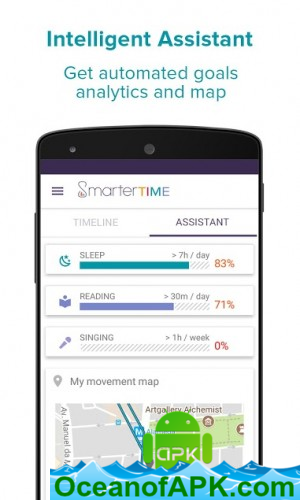 Intelligent Assistant
Get automated goals
analytics and map
SmarterTIME
TIMELINE
ASSISTANT
SLEEP
> 7h / day
83%
READING
> 30m / day
71%
SINGING
> 1h / week
0%
My movement map
Av. Manuel da M
Artgallery Alchemist
APK
OceanofAPK.com